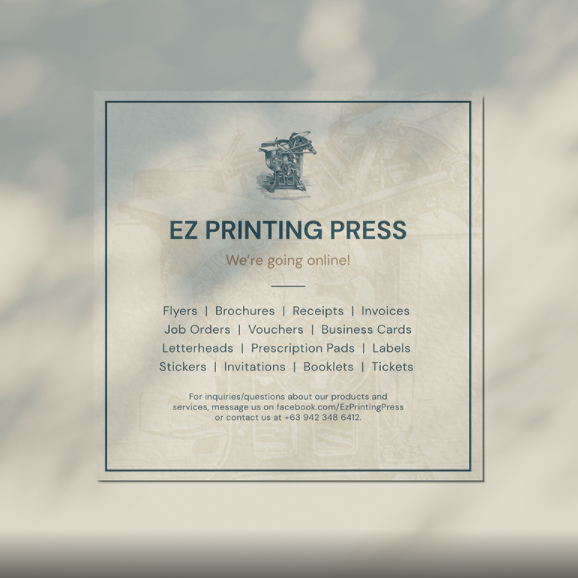 EZ PRINTING PRESS
We're going online!
Flyers | Brochures | Receipts | Invoices
Job Orders | Vouchers | Business Cards
Letterheads | Prescription Pads | Labels
Stickers | Invitations | Booklets | Tickets
For inquiries/questions about our products and
services, message us on facebook.com/EzPrintingPress
or contact us at +63 942 348 6412.